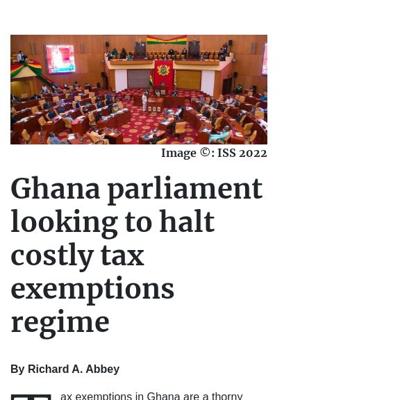 Image ©: ISS 2022
Ghana parliament
looking to halt
costly tax
exemptions
regime
By Richard A. Abbey
Tax exemptions in Ghana are a thorny